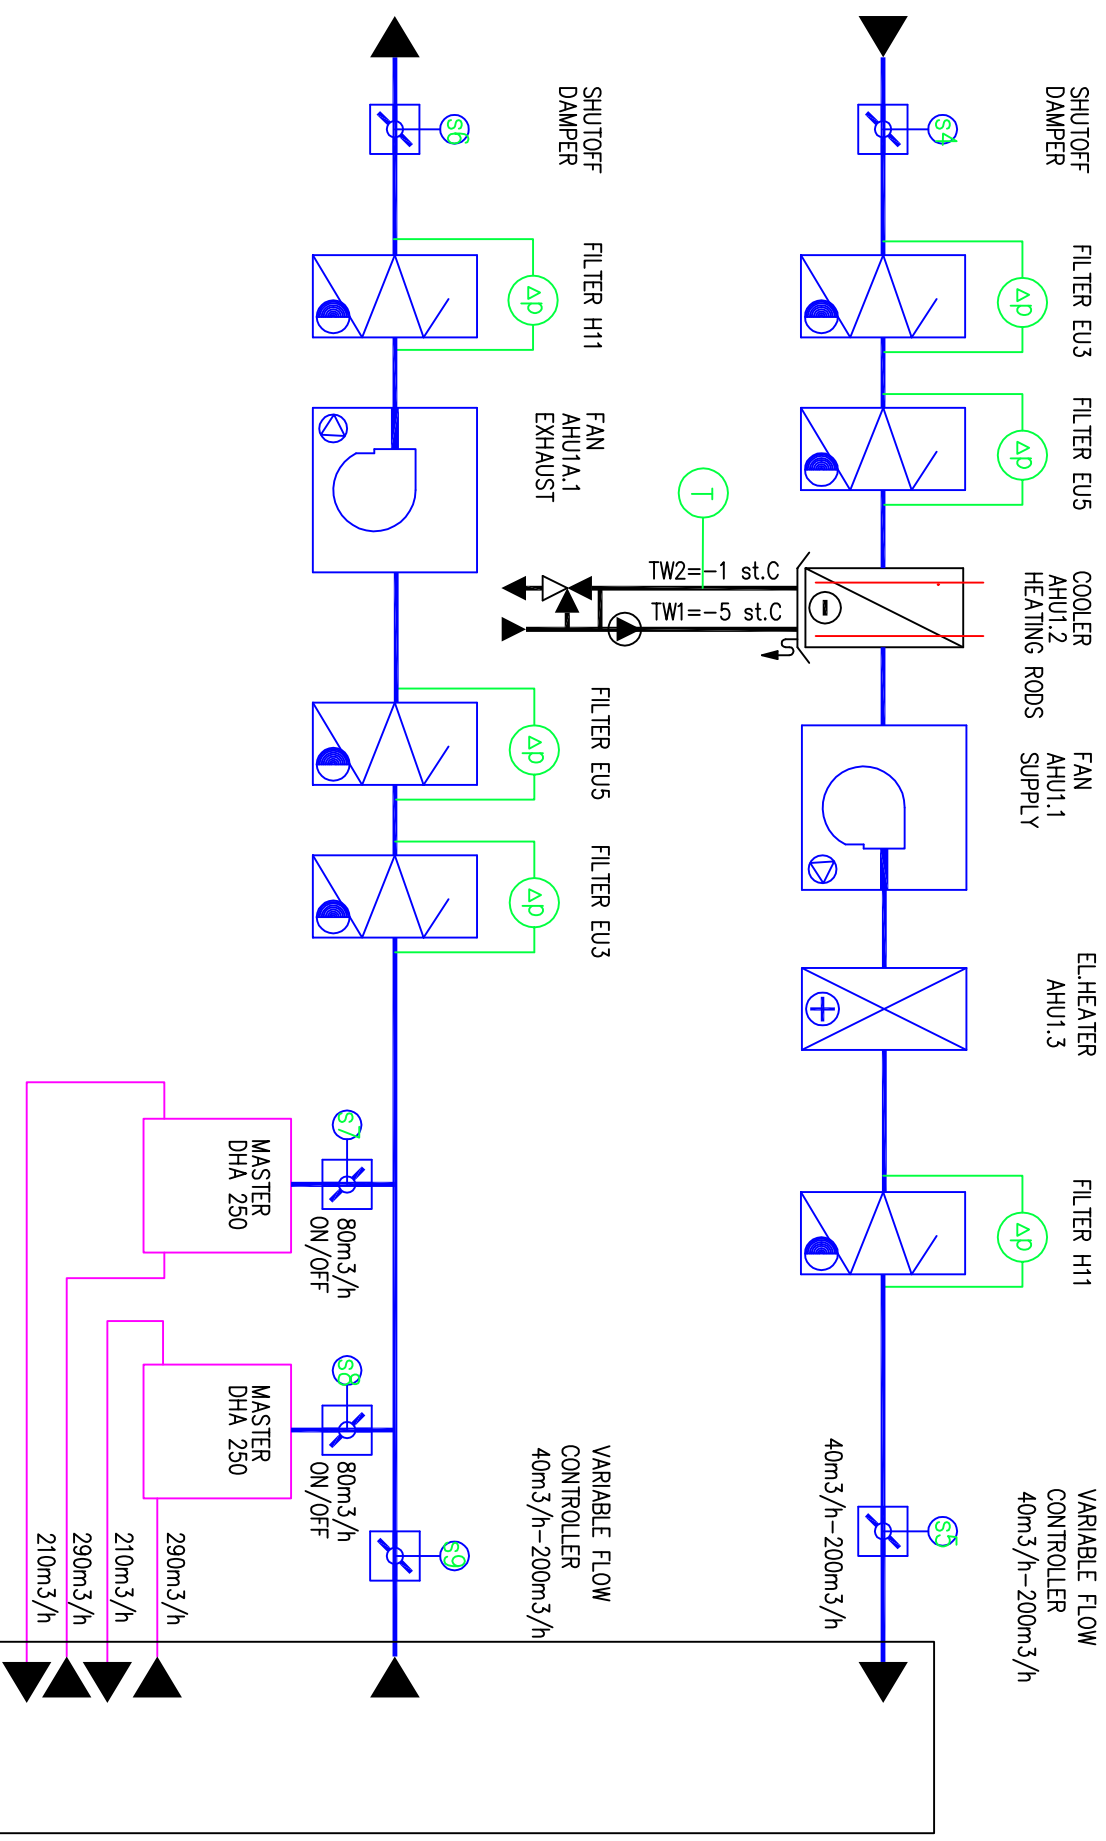 SHUTOFF
DAMPER
s4
FILTER EU3
Δp
FILTER EU5
Δp
COOLER
AHU1.2
HEATING RODS
TW2=-1 st.C
TW1=-5 st.C
T
FAN
AHU1.1
SUPPLY
EL.HEATER
AHU1.3
FILTER H11
Δp
VARIABLE FLOW
CONTROLLER
40m3/h-200m3/h
s5
40m3/h-200m3/h
SHUTOFF
DAMPER
s6
FILTER H11
Δp
FAN
AHU1A.1
EXHAUST
FILTER EU5
Δp
FILTER EU3
Δp
VARIABLE FLOW
CONTROLLER
40m3/h-200m3/h
s9
s7
80m3/h
ON/OFF
MASTER
DHA 250
s8
80m3/h
ON/OFF
MASTER
DHA 250
290m3/h
210m3/h
290m3/h
210m3/h